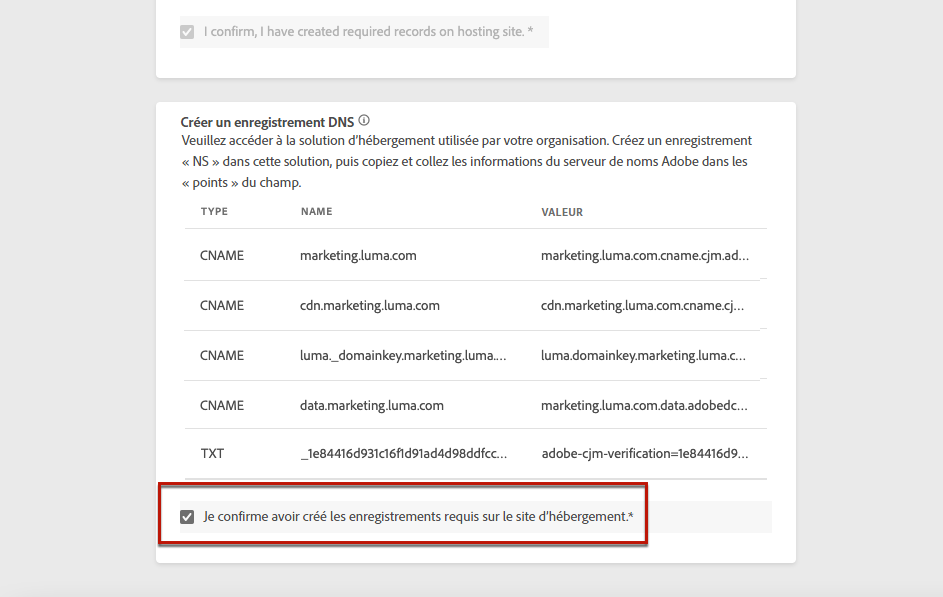 I confirm, I have created required records on hosting site. *
Créer un enregistrement DNS
Veuillez accéder à la solution d’hébergement utilisée par votre organisation. Créez un enregistrement
« NS » dans cette solution, puis copiez et collez les informations du serveur de noms Adobe dans les
« points » du champ.
TYPE NAME VALEUR
CNAME marketing.luma.com marketing.luma.com.cname.cjm.ad...
CNAME cdn.marketing.luma.com cdn.marketing.luma.com.cname.cj...
CNAME luma._domainkey.marketing.luma.... luma.domainkey.marketing.luma.c...
CNAME data.marketing.luma.com marketing.luma.com.data.adobedc...
TXT _1e84416d931c16f1d91ad4d98ddfcc... adobe-cjm-verification=1e84416d9...
Je confirme avoir créé les enregistrements requis sur le site d’hébergement.*